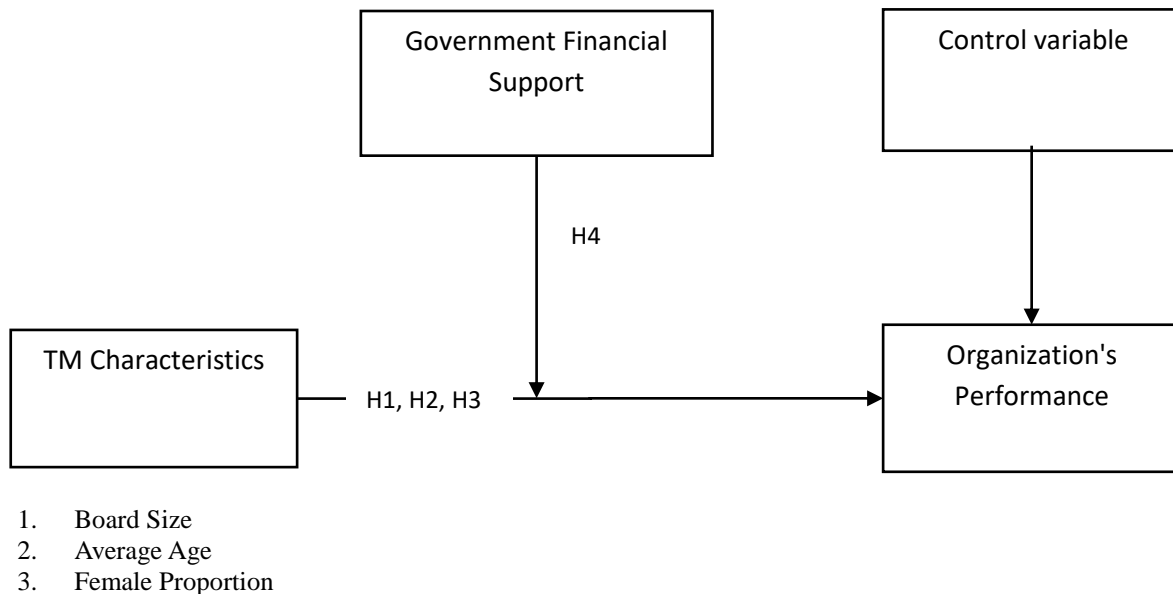 Government Financial
Support
Control variable
H4
TM Characteristics
H1, H2, H3
Organization's
Performance
1. Board Size
2. Average Age
3. Female Proportion